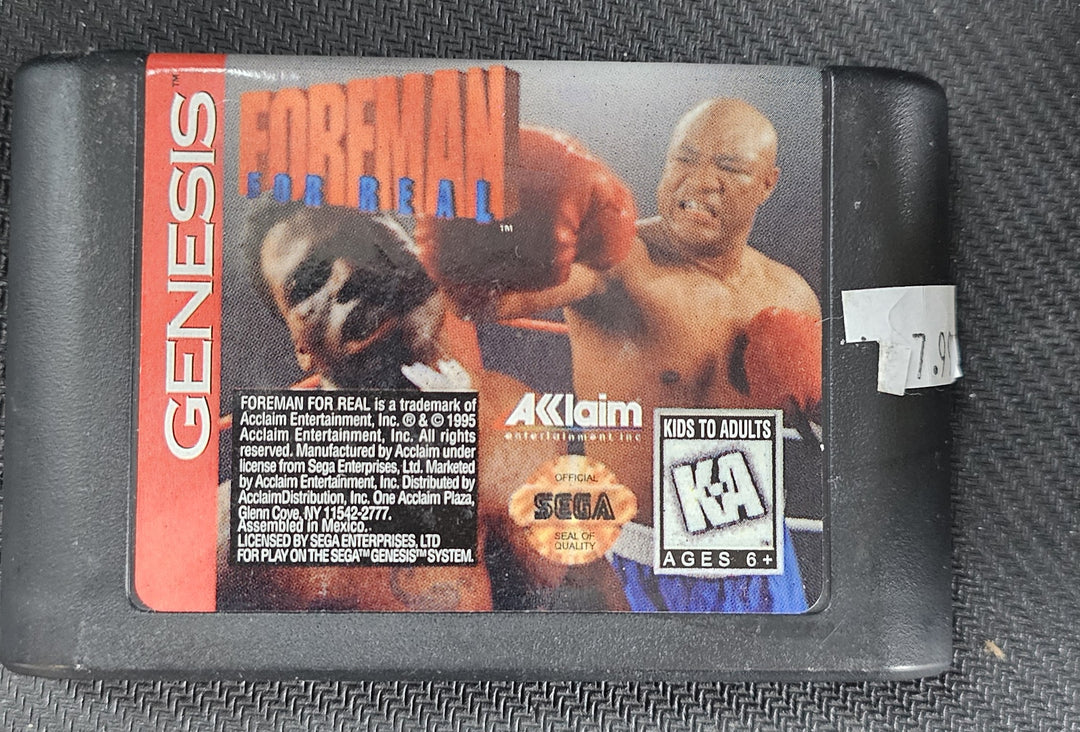 GENESIS™
FOREMAN
FOR REAL
™
FOREMAN FOR REAL is a trademark of
Acclaim Entertainment, Inc. ® & © 1995
Acclaim Entertainment, Inc. All rights
reserved. Manufactured by Acclaim under
license from Sega Enterprises, Ltd. Marketed
by Acclaim Entertainment, Inc. Distributed by
AcclaimDistribution, Inc. One Acclaim Plaza,
Glenn Cove, NY 11542-2777.
Assembled in Mexico.
LICENSED BY SEGA ENTERPRISES, LTD
FOR PLAY ON THE SEGA™ GENESIS™ SYSTEM.
AKklaim
entertainment inc
OFFICIAL
SEGA
SEAL OF
QUALITY
KIDS TO ADULTS
K-A
AGES 6+